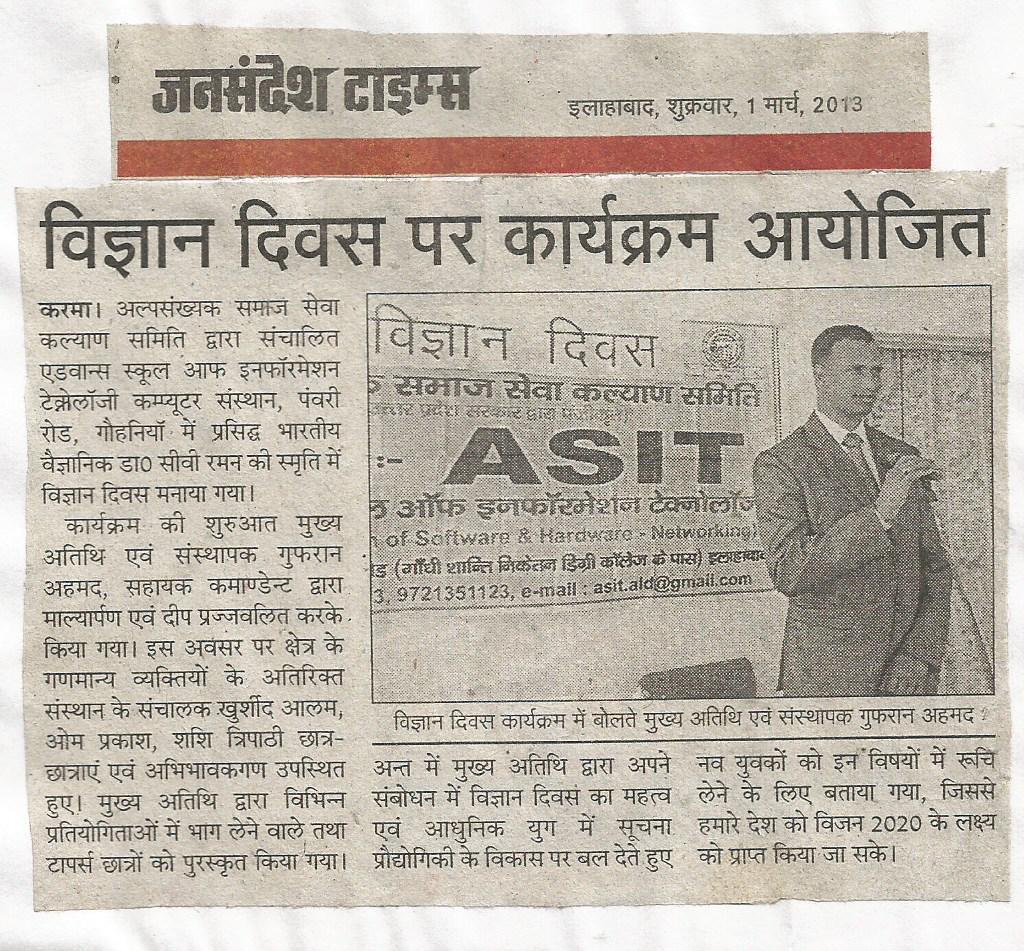 जनसंदेश टाइम्स
इलाहाबाद, शुक्रवार, 1 मार्च, 2013
विज्ञान दिवस पर कार्यक्रम आयोजित
करमा। अल्पसंख्यक समाज सेवा
कल्याण समिति द्वारा संचालित
एडवान्स स्कूल आफ इनफॉरमेशन
टेक्नेलॉजी कम्प्यूटर संस्थान, पंवरी
रोड, गौहनियॉ में प्रसिद्व भारतीय
वैज्ञानिक डा0 सीवी रमन की स्मृति में
विज्ञान दिवस मनाया गया।
कार्यक्रम की शुरुआत मुख्य
अतिथि एवं संस्थापक गुफरान
अहमद, सहायक कमाण्डेन्ट द्वारा
माल्यार्पण एवं दीप प्रज्जवलित करके
किया गया। इस अवसर पर क्षेत्र के
गणमान्य व्यक्तियों के अतिरिक्त
संस्थान के संचालक खुर्शीद आलम,
ओम प्रकाश, शशि त्रिपाठी छात्र-
छात्राएं एवं अभिभावकगण उपस्थित
हुए। मुख्य अतिथि द्वारा विभिन्न
प्रतियोगिताओं में भाग लेने वाले तथा
टापर्स छात्रों को पुरस्कृत किया गया।
विज्ञान दिवस
समाज सेवा कल्याण समिति
उत्तर प्रदेश सरकार द्वारा पंजीकृत)
:- ASIT
ऑफ इनफॉरमेशन टेक्नोलॉज
of Software & Hardware - Networking)
(गाँधी शान्ति निकेतन डिग्री कॉलेज के पास) इलाहाबाद
3, 9721351123, e-mail : asit.ald@gmail.com
विज्ञान दिवस कार्यक्रम में बोलते मुख्य अतिथि एवं संस्थापक गुफरान अहमद
अन्त में मुख्य अतिथि द्वारा अपने
संबोधन में विज्ञान दिवस का महत्व
एवं आधुनिक युग में सूचना
प्रौद्योगिकी के विकास पर बल देते हुए
नव युवकों को इन विषयों में रूचि
लेने के लिए बताया गया, जिससे
हमारे देश को विजन 2020 के लक्ष्य
को प्राप्त किया जा सके।